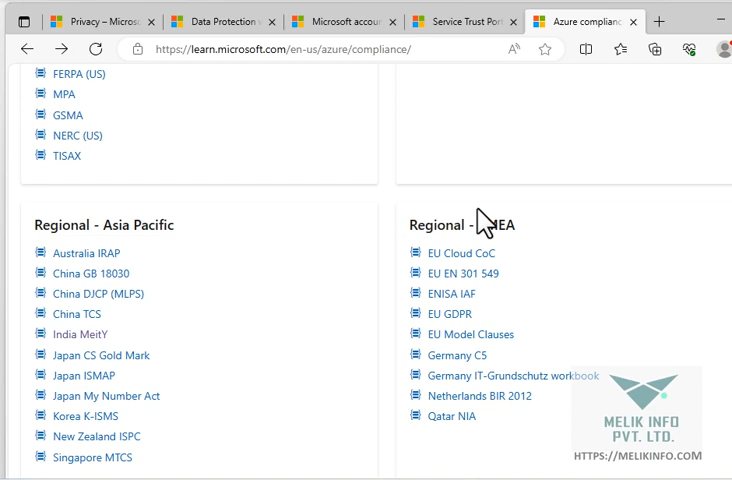 Privacy – Micros
Data Protection
Microsoft accou
Service Trust Port
Azure complianc
https://learn.microsoft.com/en-us/azure/compliance/
FERPA (US)
MPA
GSMA
NERC (US)
TISAX
Regional - Asia Pacific
Australia IRAP
China GB 18030
China DJCP (MLPS)
China TCS
India MeitY
Japan CS Gold Mark
Japan ISMAP
Japan My Number Act
Korea K-ISMS
New Zealand ISPC
Singapore MTCS
Regional - EMEA
EU Cloud CoC
EU EN 301 549
ENISA IAF
EU GDPR
EU Model Clauses
Germany C5
Germany IT-Grundschutz workbook
Netherlands BIR 2012
Qatar NIA
MELIK INFO
PVT. LTD.
HTTPS://MELIKINFO.COM